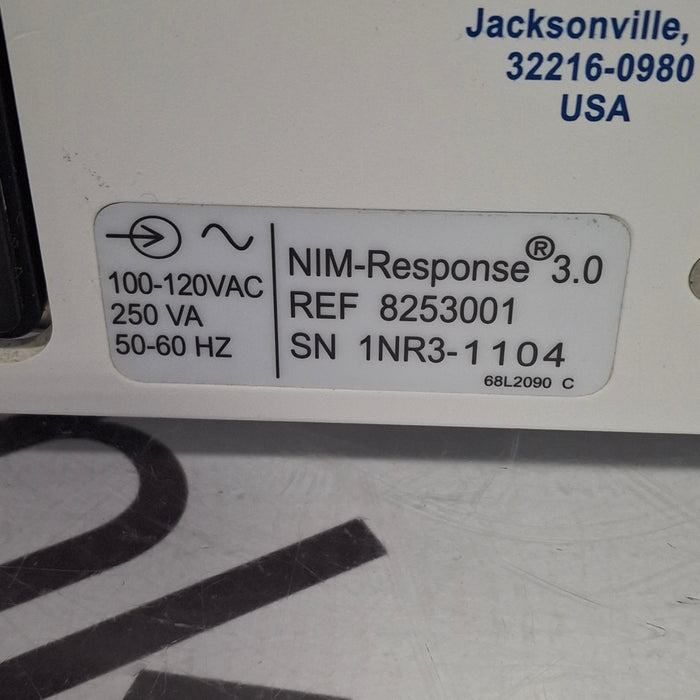 Jacksonville,
32216-0980
USA
100-120VAC
250 VA
50-60 HZ
NIM-Response® 3.0
REF 8253001
SN 1NR3-1104
68L2090 C